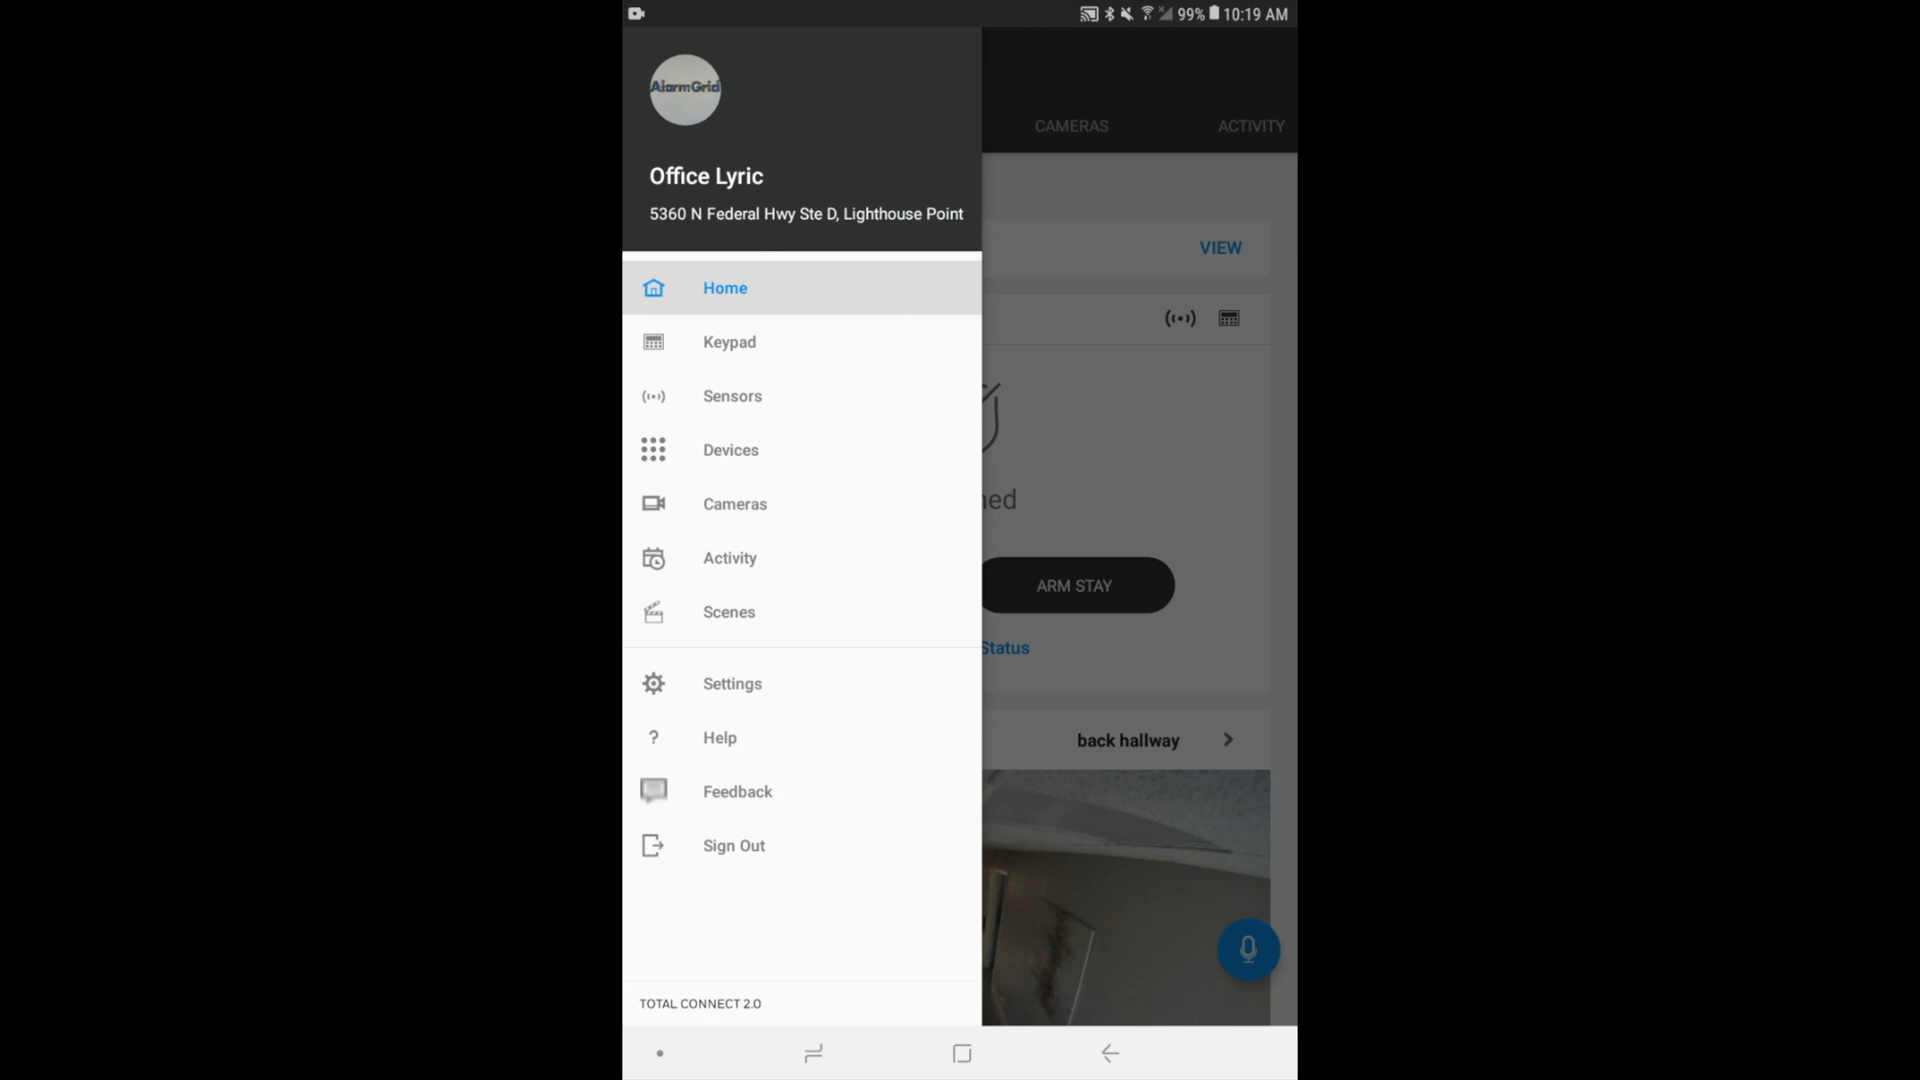 99% 10:19 AM
AlarmGrid
Office Lyric
5360 N Federal Hwy Ste D, Lighthouse Point
CAMERAS ACTIVITY
VIEW
Home
Keypad
Sensors
Devices
Cameras
Activity
Scenes
Settings
Help
Feedback
Sign Out
TOTAL CONNECT 2.0
ned
ARM STAY
Status
back hallway